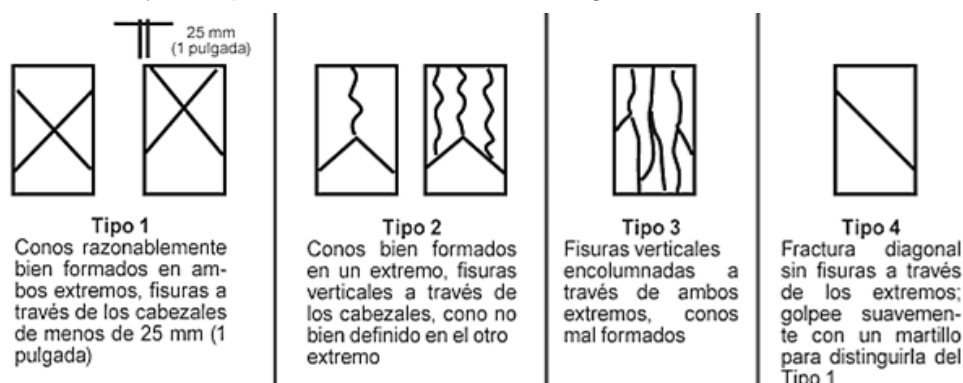 25 mm
(1 pulgada)
Tipo 1
Conos razonablemente
bien formados en am-
bos extremos, fisuras a
través de los cabezales
de menos de 25 mm (1
pulgada)
Tipo 2
Conos bien formados
en un extremo, fisuras
verticales a través de
los cabezales, cono no
bien definido en el otro
extremo
Tipo 3
Fisuras verticales
encolumnadas a
través de ambos
extremos, conos
mal formados
Tipo 4
Fractura diagonal
sin fisuras a través
de los extremos;
golpee suavemen-
te con un martillo
para distinguirla del
Tipo 1